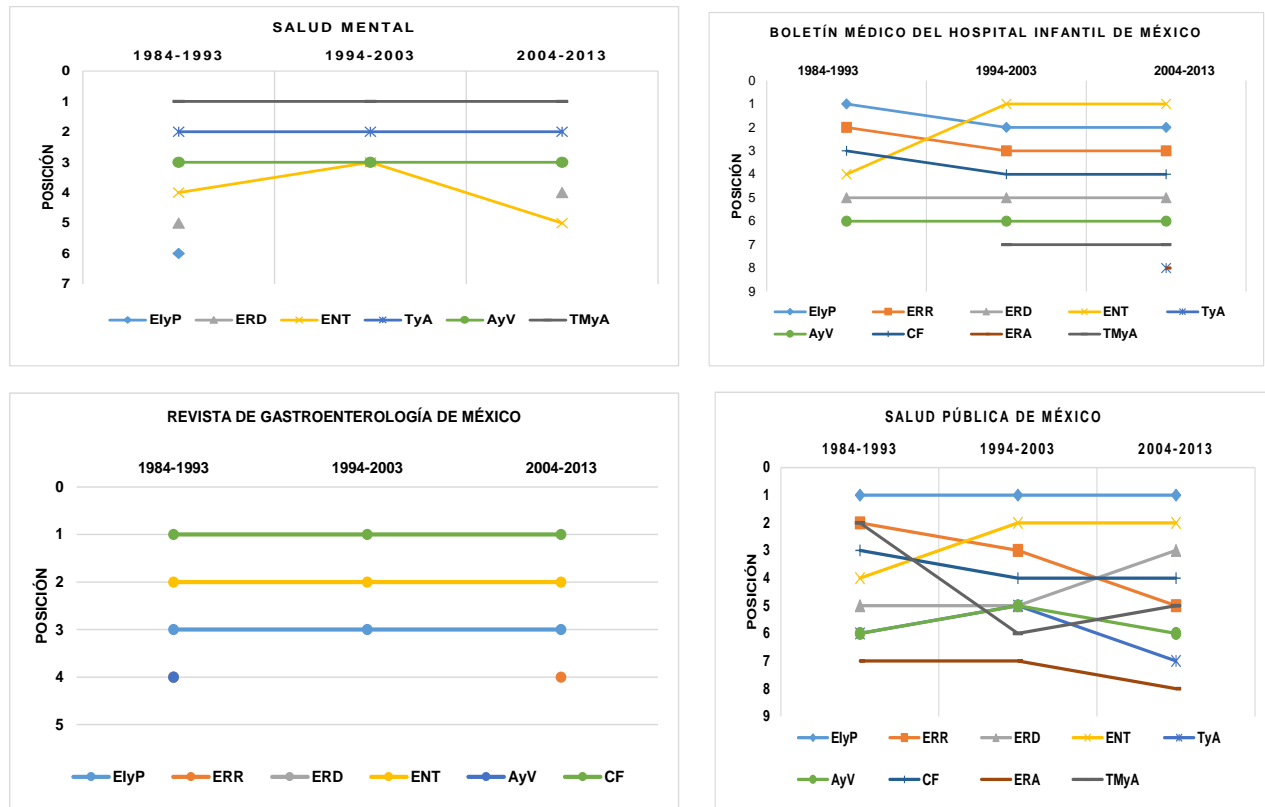 SALUD MENTAL
1984-1993 1994-2003 2004-2013
POSICIÓN
0
1
2
3
4
5
6
7
EIyP ERD ENT TyA AyV TMyA
BOLETÍN MÉDICO DEL HOSPITAL INFANTIL DE MÉXICO
1984-1993 1994-2003 2004-2013
POSICIÓN
0
1
2
3
4
5
6
7
8
9
EIyP ERR ERD ENT TyA
AyV CF ERA TMyA
REVISTA DE GASTROENTEROLOGÍA DE MÉXICO
1984-1993 1994-2003 2004-2013
POSICIÓN
0
1
2
3
4
5
EIyP ERR ERD ENT AyV CF
SALUD PÚBLICA DE MÉXICO
1984-1993 1994-2003 2004-2013
POSICIÓN
0
1
2
3
4
5
6
7
8
9
EIyP ERR ERD ENT TyA
AyV CF ERA TMyA